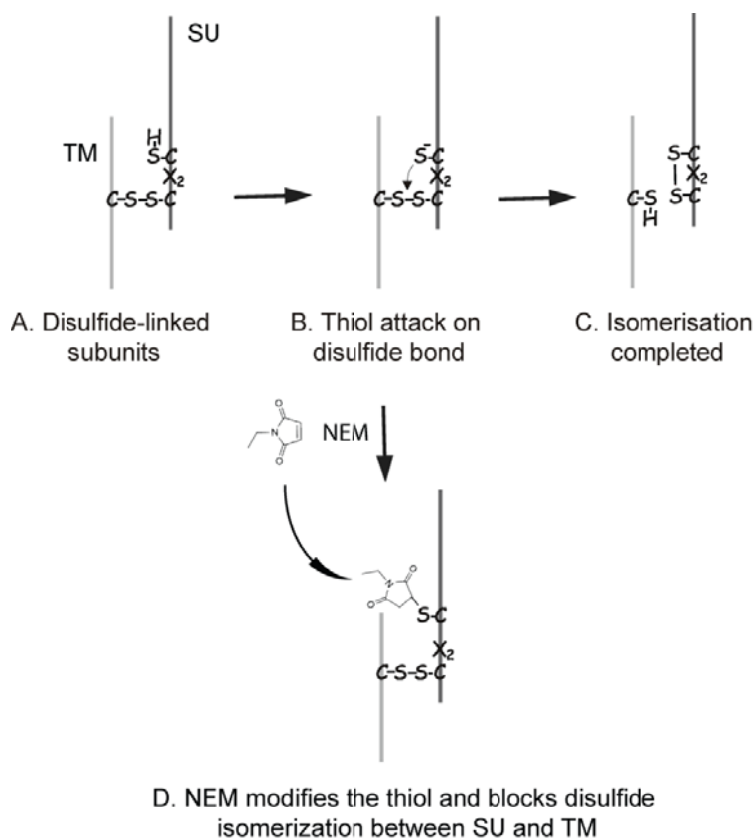 SU
TM
H
S-C
X2
C-S-S-C
S⁻-C
X2
C-S-S-C
S-C
| X2
C-S S-C
H
A. Disulfide-linked
subunits
B. Thiol attack on
disulfide bond
C. Isomerisation
completed
O
N
O
NEM
O
N
O
S-C
X2
C-S-S-C
D. NEM modifies the thiol and blocks disulfide
isomerization between SU and TM